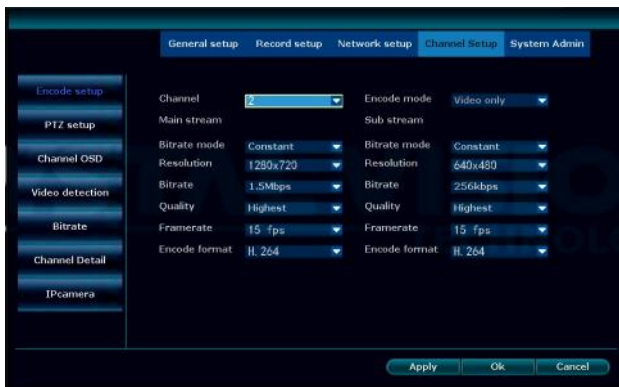 General setup Record setup Network setup Channel Setup System Admin
Encode setup
PTZ setup
Channel OSD
Video detection
Bitrate
Channel Detail
IPcamera
Channel 2 Encode mode Video only
Main stream Sub stream
Bitrate mode Constant Bitrate mode Constant
Resolution 1280x720 Resolution 640x480
Bitrate 1.5Mbps Bitrate 256kbps
Quality Highest Quality Highest
Framerate 15 fps Framerate 15 fps
Encode format H.264 Encode format H.264
Apply Ok Cancel